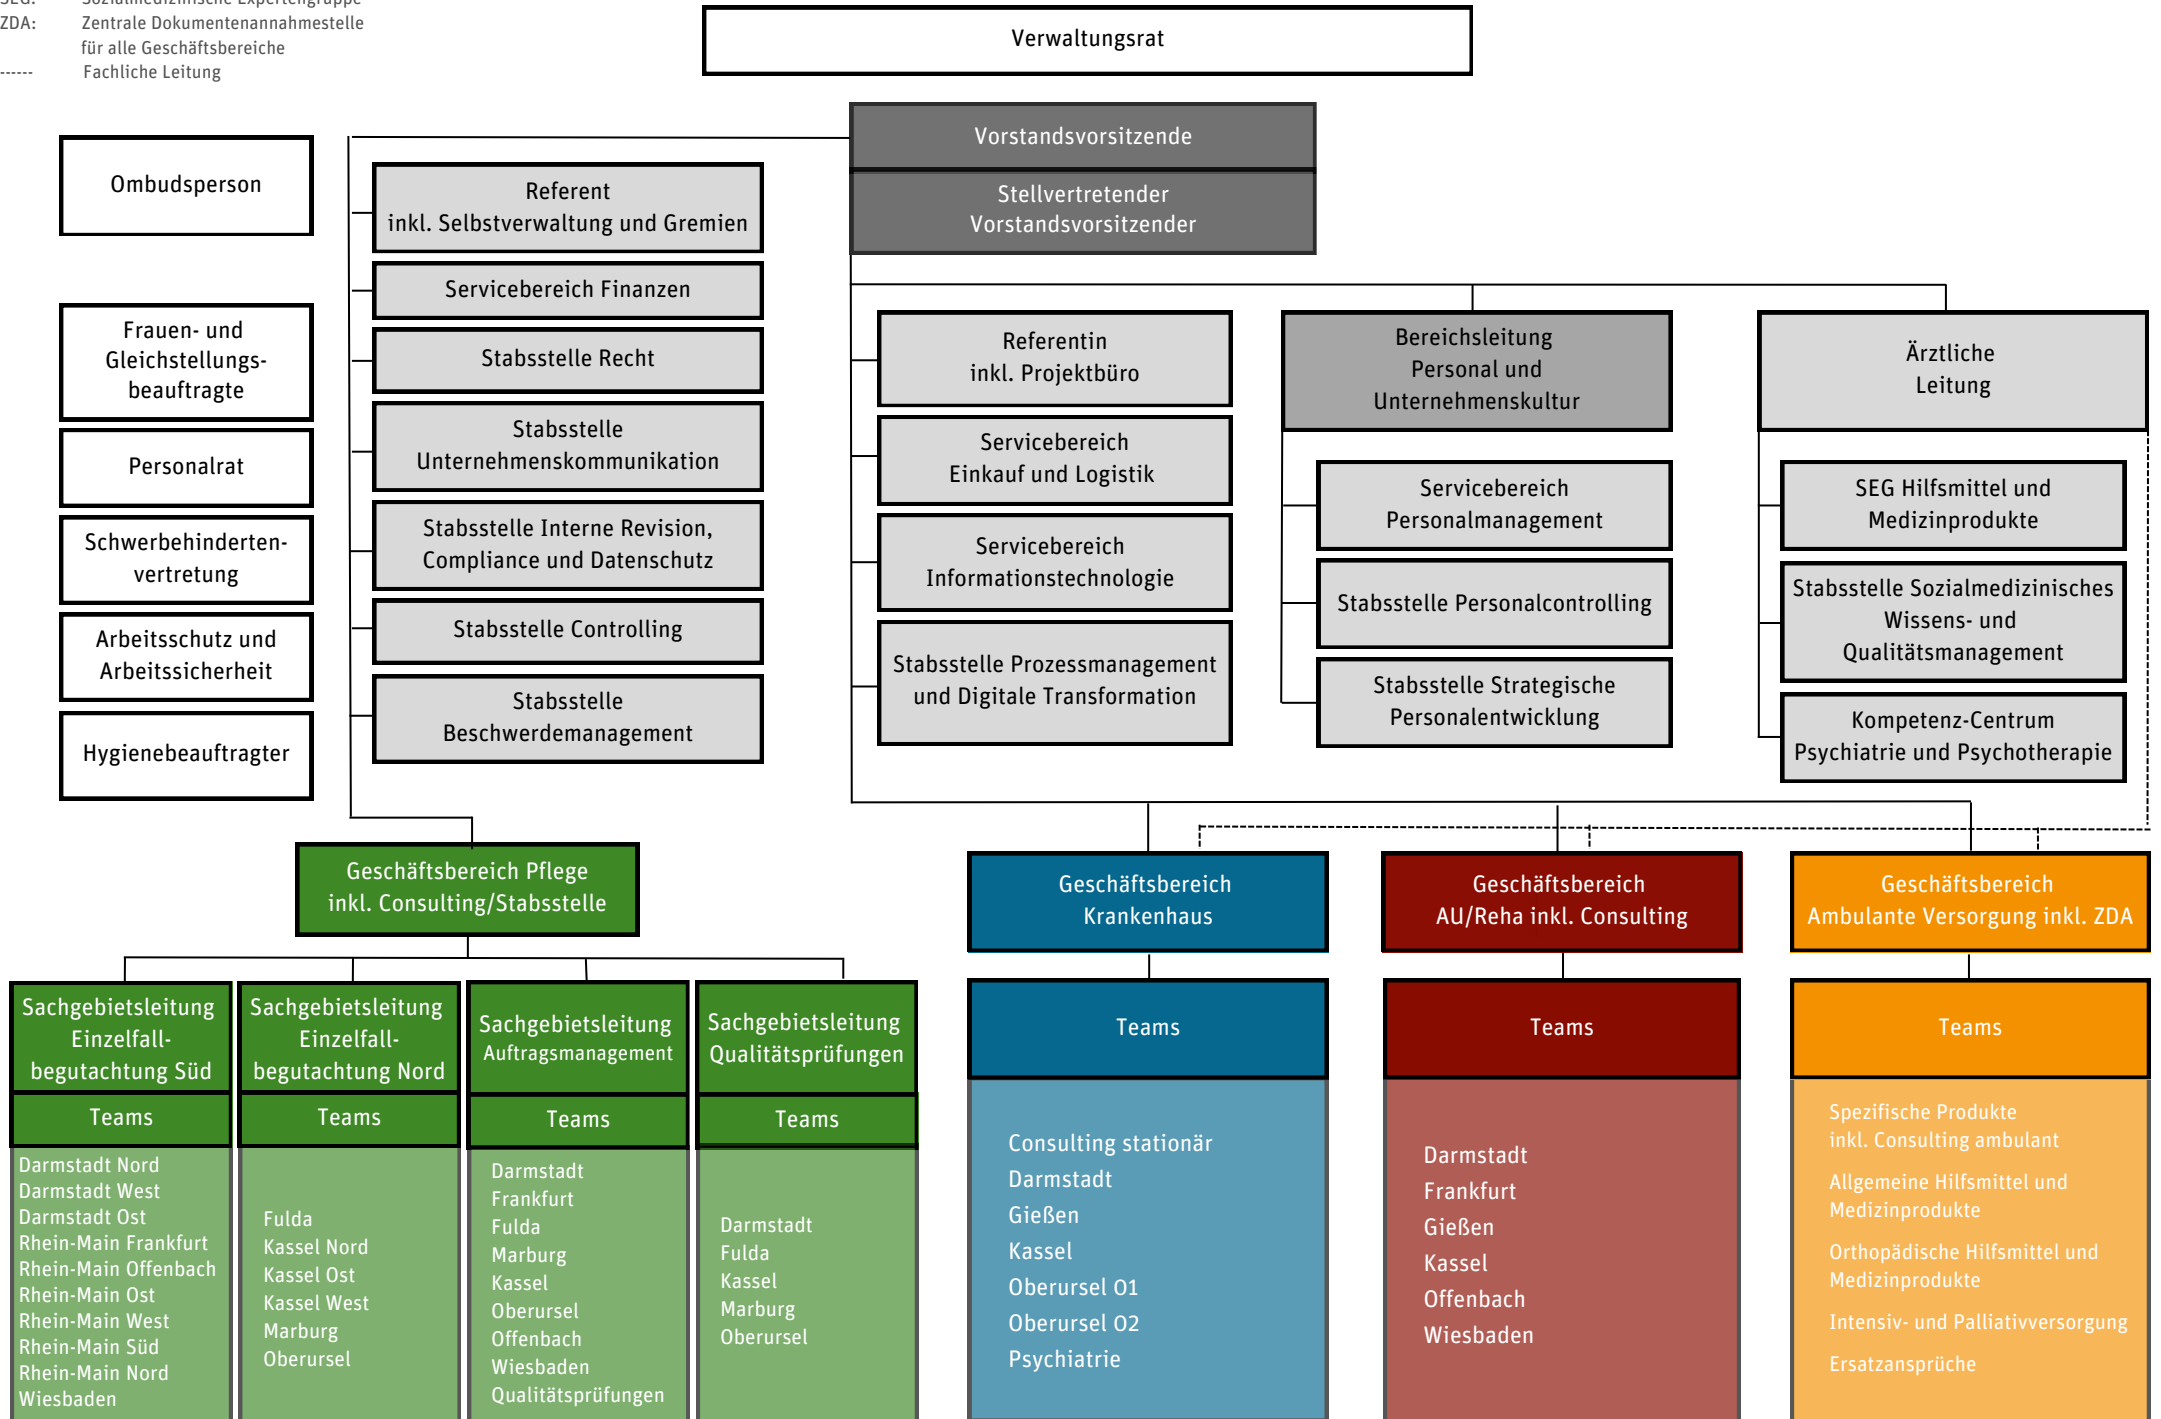 SEG: Sozialmedizinische Expertengruppe
ZDA: Zentrale Dokumentenannahmestelle
für alle Geschäftsbereiche
------ Fachliche Leitung
Verwaltungsrat
Vorstandsvorsitzende
Stellvertretender
Vorstandsvorsitzender
Ombudsperson
Frauen- und
Gleichstellungs-
beauftragte
Personalrat
Schwerbehinderten-
vertretung
Arbeitsschutz und
Arbeitssicherheit
Hygienebeauftragter
Referent
inkl. Selbstverwaltung und Gremien
Servicebereich Finanzen
Stabsstelle Recht
Stabsstelle
Unternehmenskommunikation
Stabsstelle Interne Revision,
Compliance und Datenschutz
Stabsstelle Controlling
Stabsstelle
Beschwerdemanagement
Referentin
inkl. Projektbüro
Servicebereich
Einkauf und Logistik
Servicebereich
Informationstechnologie
Stabsstelle Prozessmanagement
und Digitale Transformation
Bereichsleitung
Personal und
Unternehmenskultur
Servicebereich
Personalmanagement
Stabsstelle Personalcontrolling
Stabsstelle Strategische
Personalentwicklung
Ärztliche
Leitung
SEG Hilfsmittel und
Medizinprodukte
Stabsstelle Sozialmedizinisches
Wissens- und
Qualitätsmanagement
Kompetenz-Centrum
Psychiatrie und Psychotherapie
Geschäftsbereich Pflege
inkl. Consulting/Stabsstelle
Sachgebietsleitung
Einzelfall-
begutachtung Süd
Teams
Darmstadt Nord
Darmstadt West
Darmstadt Ost
Rhein-Main Frankfurt
Rhein-Main Offenbach
Rhein-Main Ost
Rhein-Main West
Rhein-Main Süd
Rhein-Main Nord
Wiesbaden
Sachgebietsleitung
Einzelfall-
begutachtung Nord
Teams
Fulda
Kassel Nord
Kassel Ost
Kassel West
Marburg
Oberursel
Sachgebietsleitung
Auftragsmanagement
Teams
Darmstadt
Frankfurt
Fulda
Marburg
Kassel
Oberursel
Offenbach
Wiesbaden
Qualitätsprüfungen
Sachgebietsleitung
Qualitätsprüfungen
Teams
Darmstadt
Fulda
Kassel
Marburg
Oberursel
Geschäftsbereich
Krankenhaus
Teams
Consulting stationär
Darmstadt
Gießen
Kassel
Oberursel O1
Oberursel O2
Psychiatrie
Geschäftsbereich
AU/Reha inkl. Consulting
Teams
Darmstadt
Frankfurt
Gießen
Kassel
Offenbach
Wiesbaden
Geschäftsbereich
Ambulante Versorgung inkl. ZDA
Teams
Spezifische Produkte
inkl. Consulting ambulant
Allgemeine Hilfsmittel und
Medizinprodukte
Orthopädische Hilfsmittel und
Medizinprodukte
Intensiv- und Palliativversorgung
Ersatzansprüche